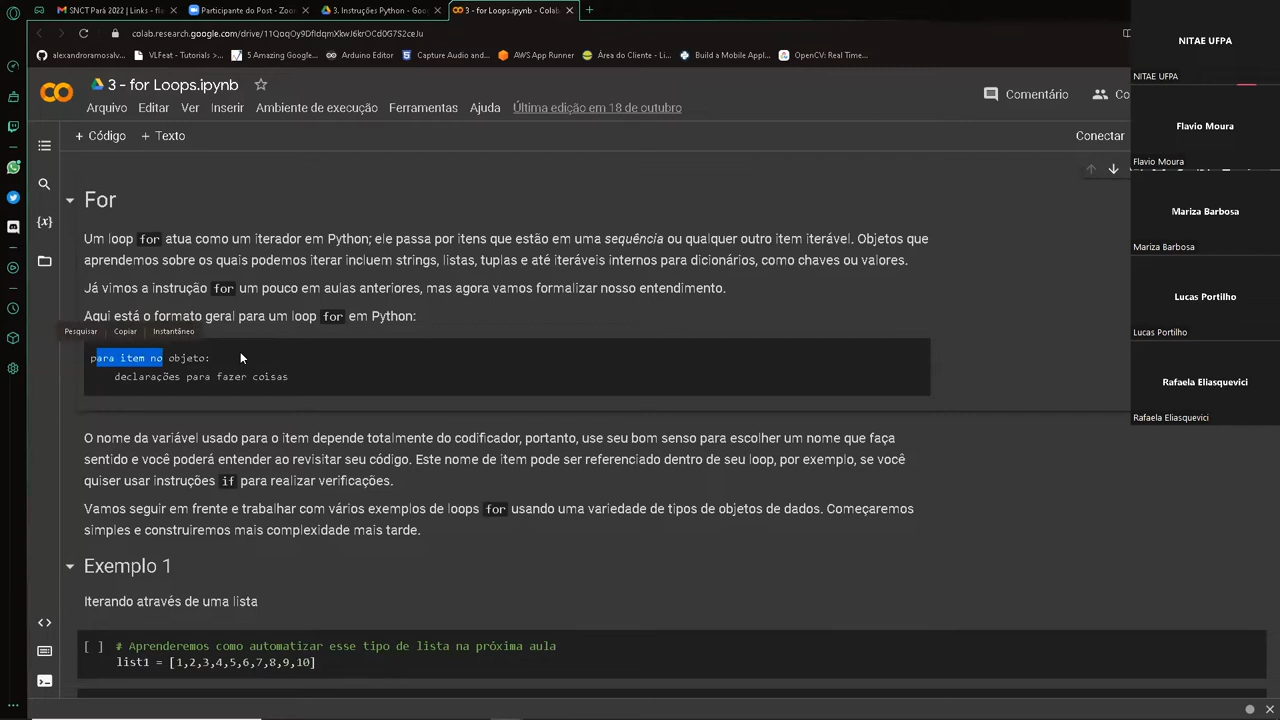 SNCT Pará 2022 | Links - fla
Participante do Post - Zoom
3. Instruções Python - Goo
3 - for Loops.ipynb - Colab
colab.research.google.com/drive/
alexandroramosalv...
VLFeat - Tutorials >...
5 Amazing Google...
Capture Audio and...
Arduino Editor
AWS App Runner
Área do Cliente - Li...
Build a Mobile Appl...
OpenCV: Real Time...
3 - for Loops.ipynb
Arquivo Editar Ver Inserir Ambiente de execução Ferramentas Ajuda Última edição em 18 de outubro
Comentário
Co
+ Código + Texto
Conectar
For
Um loop for atua como um iterador em Python; ele passa por itens que estão em uma sequência ou qualquer outro item iterável. Objetos que
aprendemos sobre os quais podemos iterar incluem strings, listas, tuplas e até iteráveis internos para dicionários, como chaves ou valores.
Já vimos a instrução for um pouco em aulas anteriores, mas agora vamos formalizar nosso entendimento.
Aqui está o formato geral para um loop for em Python:
Pesquisar Copiar Instantâneo
para item no objeto:
declarações para fazer coisas
O nome da variável usado para o item depende totalmente do codificador, portanto, use seu bom senso para escolher um nome que faça
sentido e você poderá entender ao revisitar seu código. Este nome de item pode ser referenciado dentro de seu loop, por exemplo, se você
quiser usar instruções if para realizar verificações.
Vamos seguir em frente e trabalhar com vários exemplos de loops for usando uma variedade de tipos de objetos de dados. Começaremos
simples e construiremos mais complexidade mais tarde.
Exemplo 1
Iterando através de uma lista
[ ] # Aprenderemos como automatizar esse tipo de lista na próxima aula
list1 = [1,2,3,4,5,6,7,8,9,10]
NITAE UFPA
NITAE UFPA
Flavio Moura
Flavio Moura
Mariza Barbosa
Mariza Barbosa
Lucas Portilho
Lucas Portilho
Rafaela Eliasquevici
Rafaela Eliasquevici